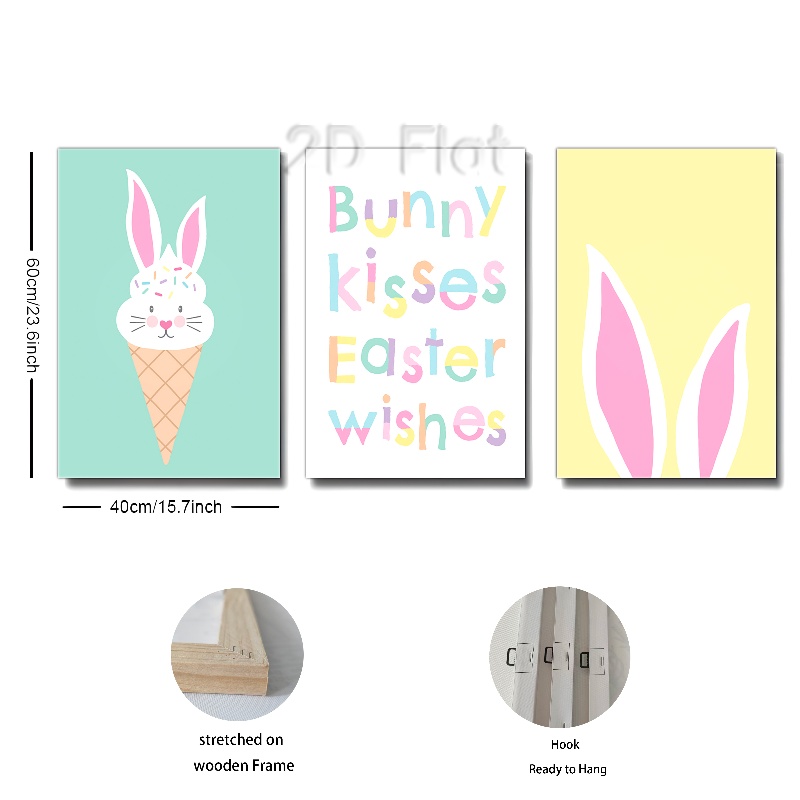 2D Flat
Bunny
kisses
Easter
wishes
60cm/23.6inch
40cm/15.7inch
stretched on
wooden Frame
Hook
Ready to Hang